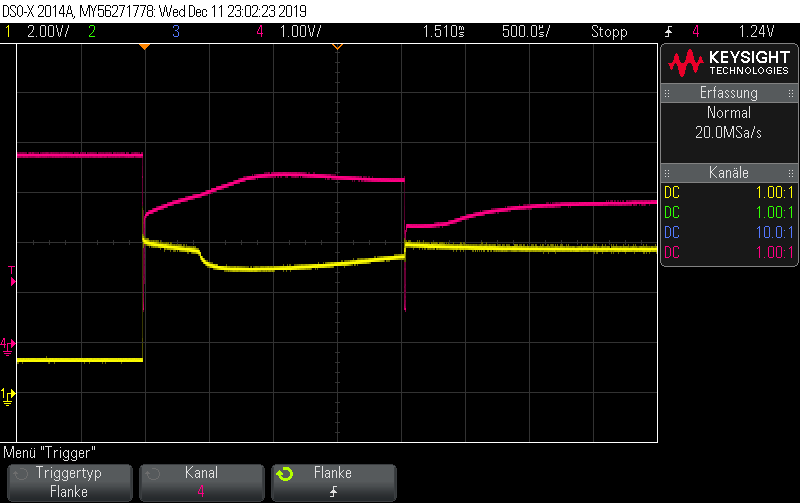 DSO-X 2014A, MY56271778: Wed Dec 11 23:02:23 2019
1 2.00V/ 2 3 4 1.00V/ 1.510ms 500.0s/ Stopp 4 1.24V
KEYSIGHT
TECHNOLOGIES
Erfassung
Normal
20.0MSa/s
Kanäle
DC 1.00:1
DC 1.00:1
DC 10.0:1
DC 1.00:1
T
4
1
Menü "Trigger"
Triggertyp
Flanke
Kanal
4
Flanke